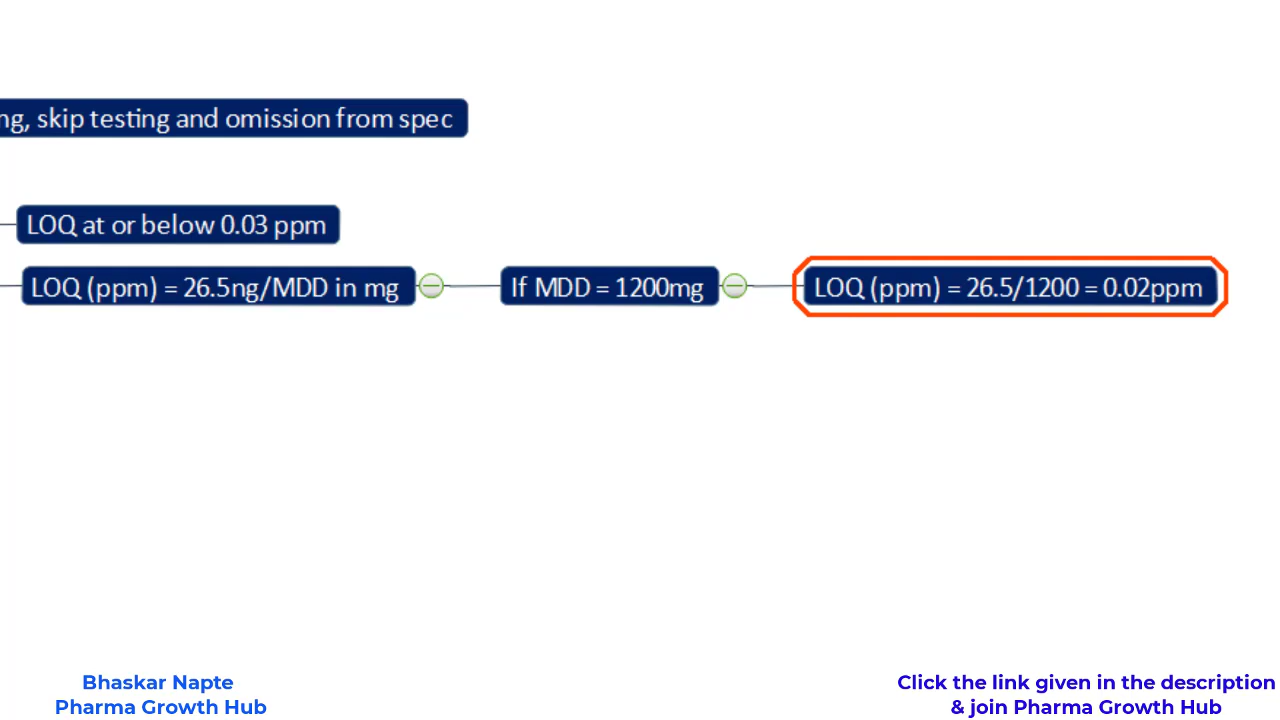 ng, skip testing and omission from spec
LOQ at or below 0.03 ppm
LOQ (ppm) = 26.5ng/MDD in mg
If MDD = 1200mg
LOQ (ppm) = 26.5/1200 = 0.02ppm
Bhaskar Napte
Pharma Growth Hub
Click the link given in the description
& join Pharma Growth Hub